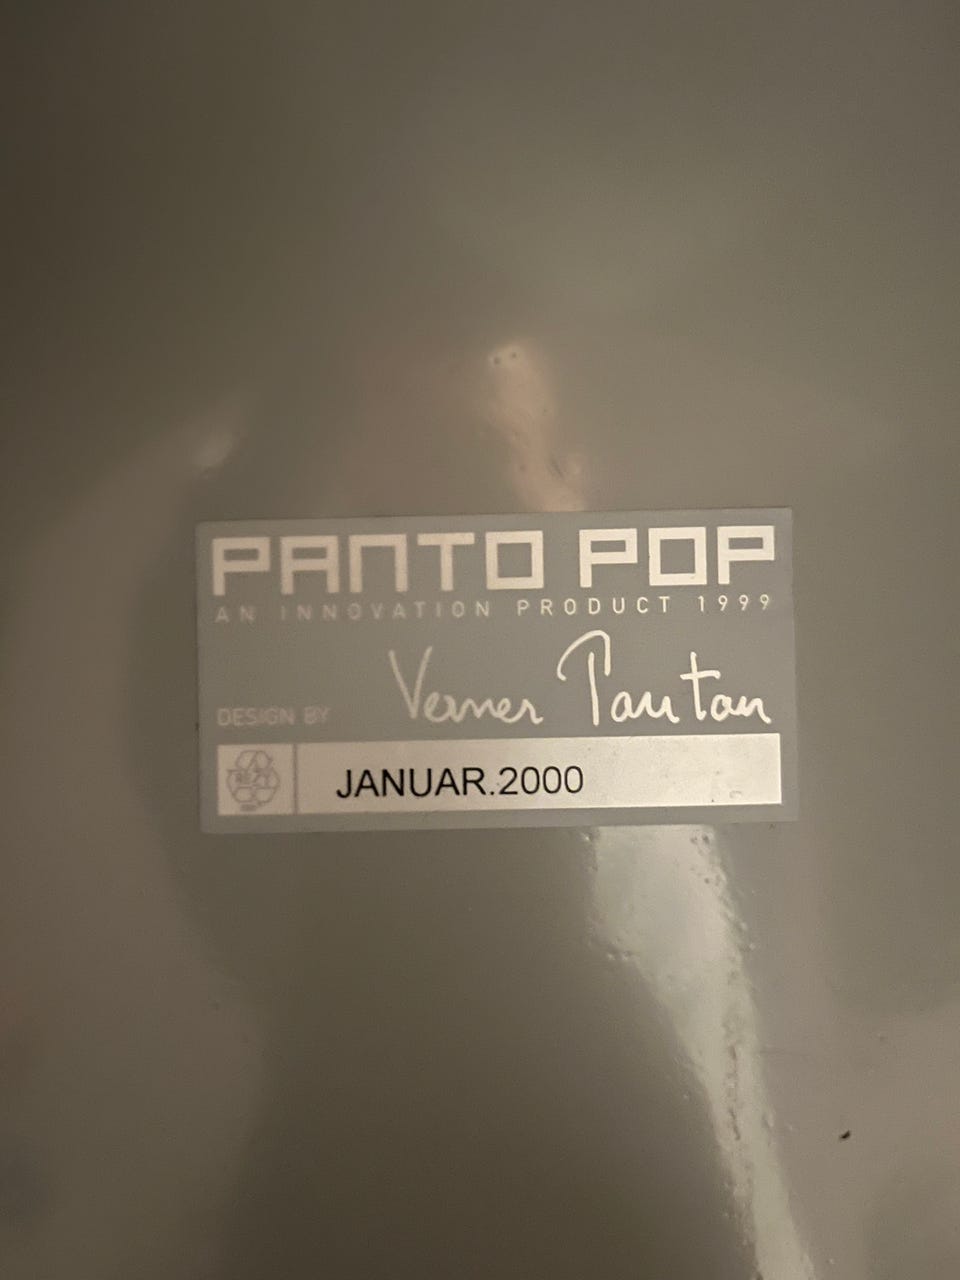 PANTO POP
AN INNOVATION PRODUCT 1999
DESIGN BY Verner Panton
JANUAR.2000